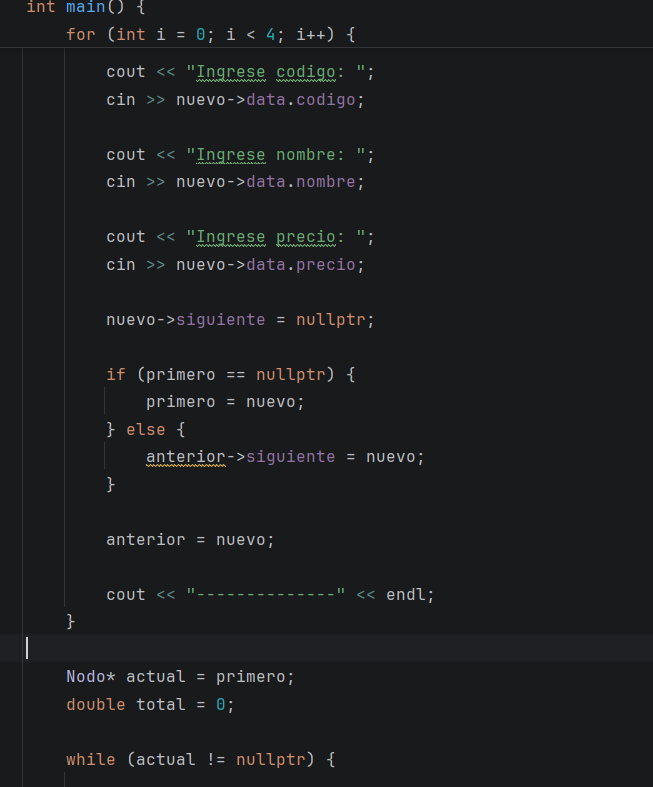 int main() {
for (int i = 0; i < 4; i++) {
cout << "Ingrese codigo: ";
cin >> nuevo->data.codigo;
cout << "Ingrese nombre: ";
cin >> nuevo->data.nombre;
cout << "Ingrese precio: ";
cin >> nuevo->data.precio;
nuevo->siguiente = nullptr;
if (primero == nullptr) {
primero = nuevo;
} else {
anterior->siguiente = nuevo;
}
anterior = nuevo;
cout << "--------------" << endl;
}
Nodo* actual = primero;
double total = 0;
while (actual != nullptr) {